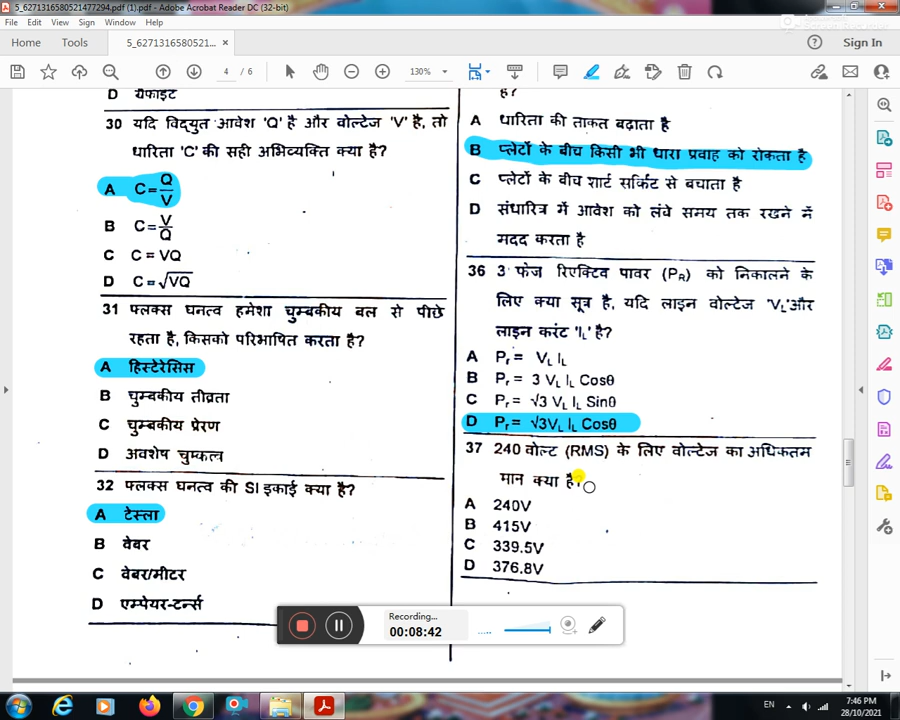 5_6271316580521477294.pdf (1).pdf - Adobe Acrobat Reader DC (32-bit)
File Edit View Sign Window Help
Home Tools 5_6271316580521... × Sign In
4 / 6 130%
D ग्रेफाइट
30 यदि विद्युत आवेश 'Q' है और वोल्टेज 'V' है, तो
धारिता 'C' की सही अभिव्यक्ति क्या है?
A C = Q/V
B C = V/Q
C C = VQ
D C = √VQ
31 फ्लक्स घनत्व हमेशा चुम्बकीय बल से पीछे
रहता है, किसको परिभाषित करता है?
A हिस्टेरेसिस
B चुम्बकीय तीव्रता
C चुम्बकीय प्रेरण
D अवशेष चुम्कत्व
32 फ्लक्स घनत्व की SI इकाई क्या है?
A टेस्ला
B वेबर
C वेबर/मीटर
D एम्पेयर-टर्न्स
है?
A धारिता की ताकत बढ़ाता है
B प्लेटों के बीच किसी भी धारा प्रवाह को रोकता है
C प्लेटों के बीच शार्ट सर्किट से बचाता है
D संधारित्र में आवेश को लंवे समय तक रखने में
मदद करता है
36 3 फेज रिएक्टिव पावर (PR) को निकालने के
लिए क्या सूत्र है, यदि लाइन वोल्टेज 'VL' और
लाइन करंट 'IL' है?
A Pr = VL IL
B Pr = 3 VL IL Cosθ
C Pr = √3 VL IL Sinθ
D Pr = √3VL IL Cosθ
37 240 वोल्ट (RMS) के लिए वोल्टेज का अधिकतम
मान क्या है?
A 240V
B 415V
C 339.5V
D 376.8V
Recording...
00:08:42
EN 7:46 PM
28/10/2021